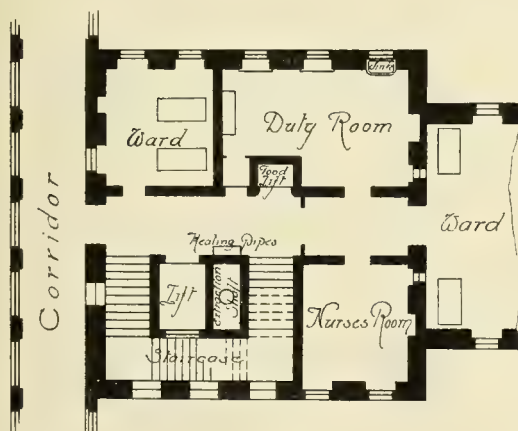 Sink
Ward
Duty Room
Food
Lift
Corridor
Ward
Heating Pipes
Lift
Extraction
Shaft
Nurses Room
Staircase